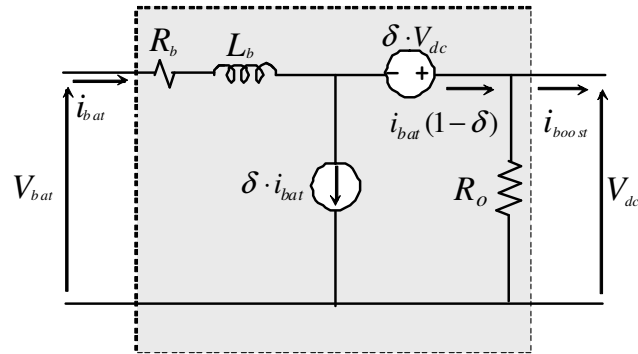 R_b
L_b
δ · V_dc
− +
i_bat
i_bat (1 − δ)
i_boost
V_bat
δ · i_bat
R_o
V_dc